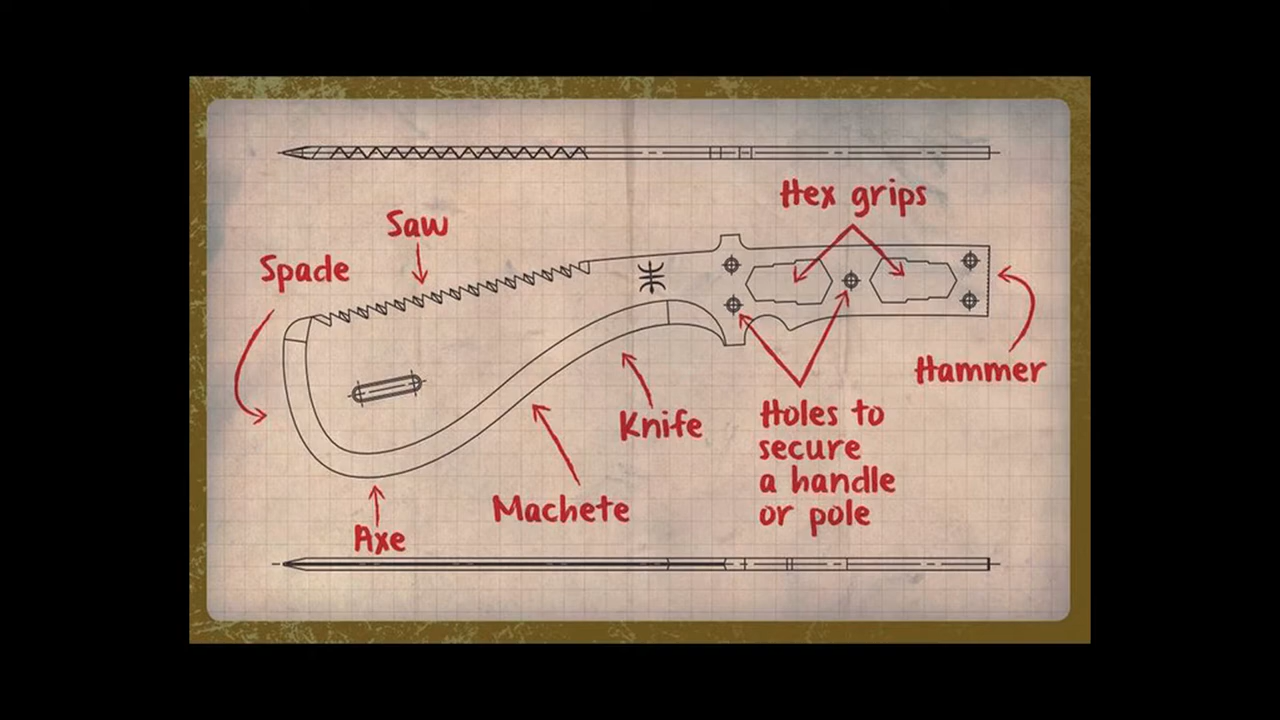 Hex grips
Saw
Spade
Hammer
Knife
Holes to
secure
a handle
or pole
Machete
Axe